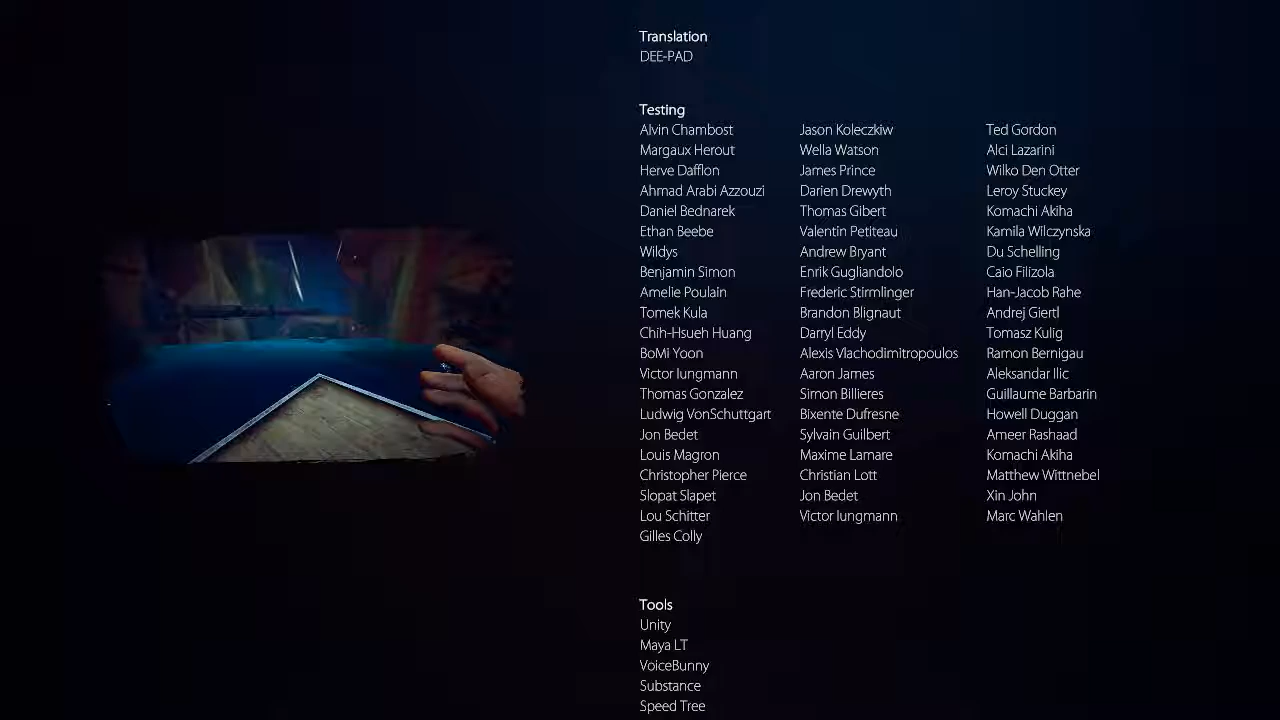 Translation
DEE-PAD
Testing
Alvin Chambost
Margaux Herout
Herve Dafflon
Ahmad Arabi Azzouzi
Daniel Bednarek
Ethan Beebe
Wildys
Benjamin Simon
Amelie Poulain
Tomek Kula
Chih-Hsueh Huang
BoMi Yoon
Victor Iungmann
Thomas Gonzalez
Ludwig VonSchuttgart
Jon Bedet
Louis Magron
Christopher Pierce
Slopat Slapet
Lou Schitter
Gilles Colly
Jason Koleczkiw
Wella Watson
James Prince
Darien Drewyth
Thomas Gibert
Valentin Petiteau
Andrew Bryant
Enrik Gugliandolo
Frederic Stirmlinger
Brandon Blignaut
Darryl Eddy
Alexis Vlachodimitropoulos
Aaron James
Simon Billieres
Bixente Dufresne
Sylvain Guilbert
Maxime Lamare
Christian Lott
Jon Bedet
Victor Iungmann
Ted Gordon
Alci Lazarini
Wilko Den Otter
Leroy Stuckey
Komachi Akiha
Kamila Wilczynska
Du Schelling
Caio Filizola
Han-Jacob Rahe
Andrej Giertl
Tomasz Kulig
Ramon Bernigau
Aleksandar Ilic
Guillaume Barbarin
Howell Duggan
Ameer Rashaad
Komachi Akiha
Matthew Wittnebel
Xin John
Marc Wahlen
Tools
Unity
Maya LT
VoiceBunny
Substance
Speed Tree